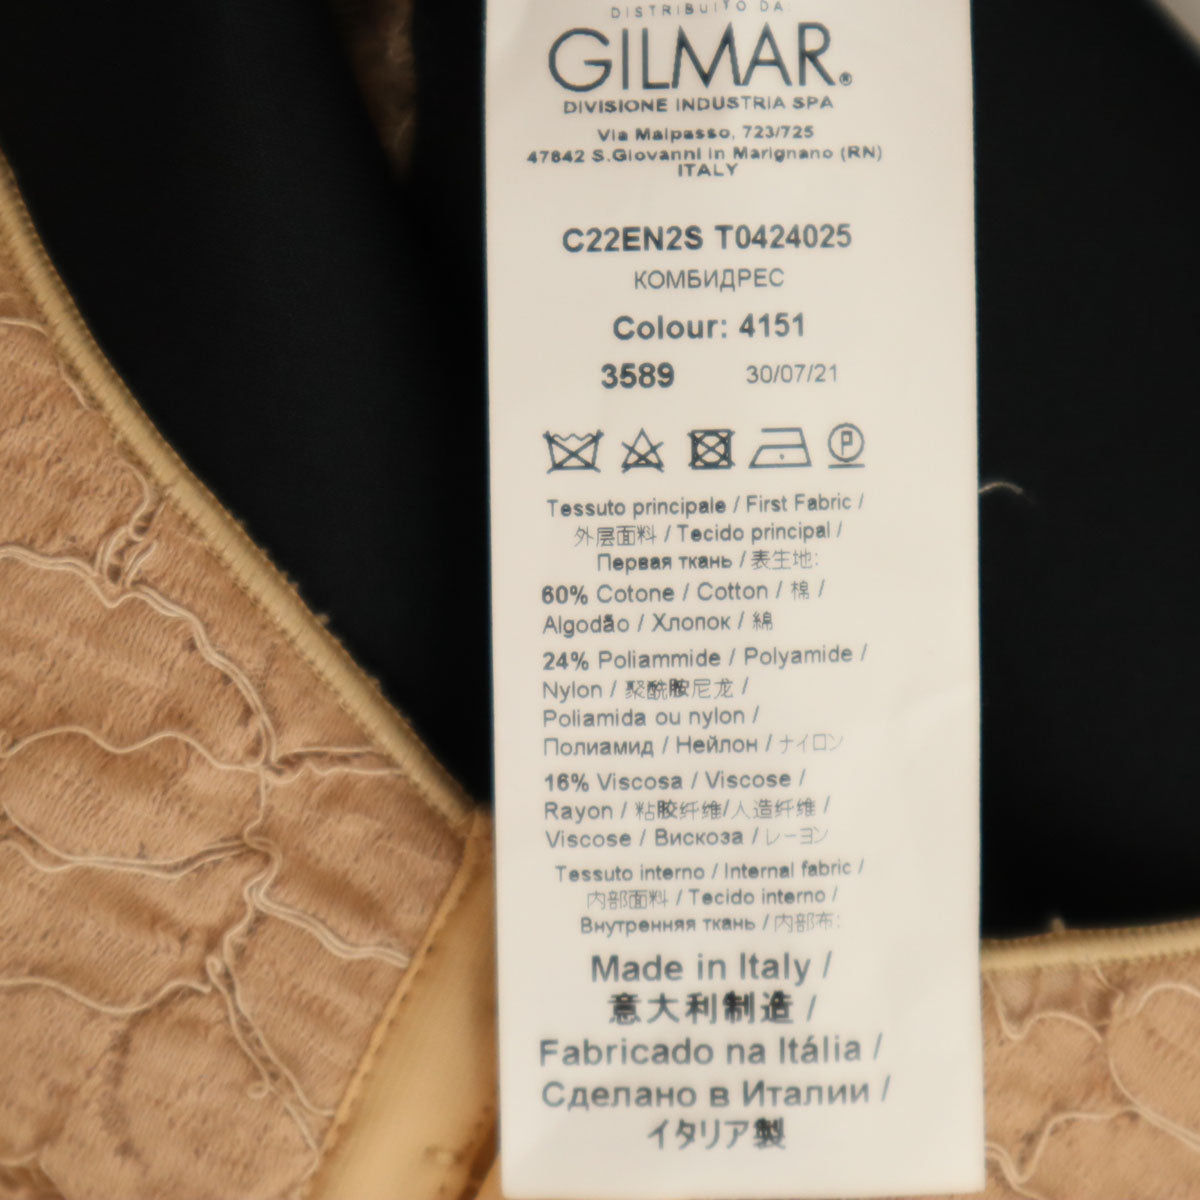 DISTRIBUITO DA:
GILMAR®
DIVISIONE INDUSTRIA SPA
Via Malpasso, 723/725
47842 S.Giovanni in Marignano (RN)
ITALY
C22EN2S T0424025
КОМБИДРЕС
Colour: 4151
3589 30/07/21
P
Tessuto principale / First Fabric /
外层面料 / Tecido principal /
Первая ткань / 表生地:
60% Cotone / Cotton / 棉 /
Algodão / Хлопок / 綿
24% Poliammide / Polyamide /
Nylon / 聚酰胺尼龙 /
Poliamida ou nylon /
Полиамид / Нейлон / ナイロン
16% Viscosa / Viscose /
Rayon / 粘胶纤维/人造纤维 /
Viscose / Вискоза / レーヨン
Tessuto interno / Internal fabric /
内部面料 / Tecido interno /
Внутренняя ткань / 内部布:
Made in Italy /
意大利制造 /
Fabricado na Itália /
Сделано в Италии /
イタリア製